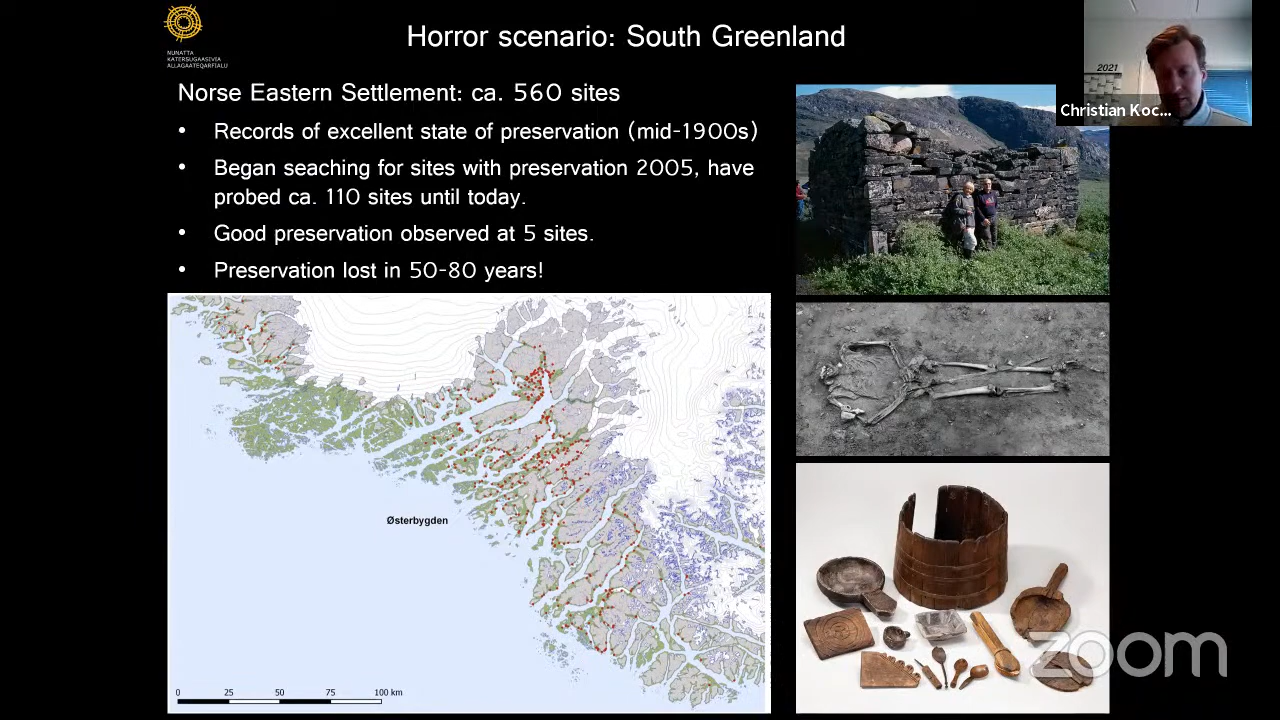 Horror scenario: South Greenland
NUNATTA
KATERSUGAASIVIA
ALLAGAATEQARFIALU
2021
Christian Koc...
Norse Eastern Settlement: ca. 560 sites
• Records of excellent state of preservation (mid-1900s)
• Began seaching for sites with preservation 2005, have
probed ca. 110 sites until today.
• Good preservation observed at 5 sites.
• Preservation lost in 50-80 years!
Østerbygden
0 25 50 75 100 km
zoom